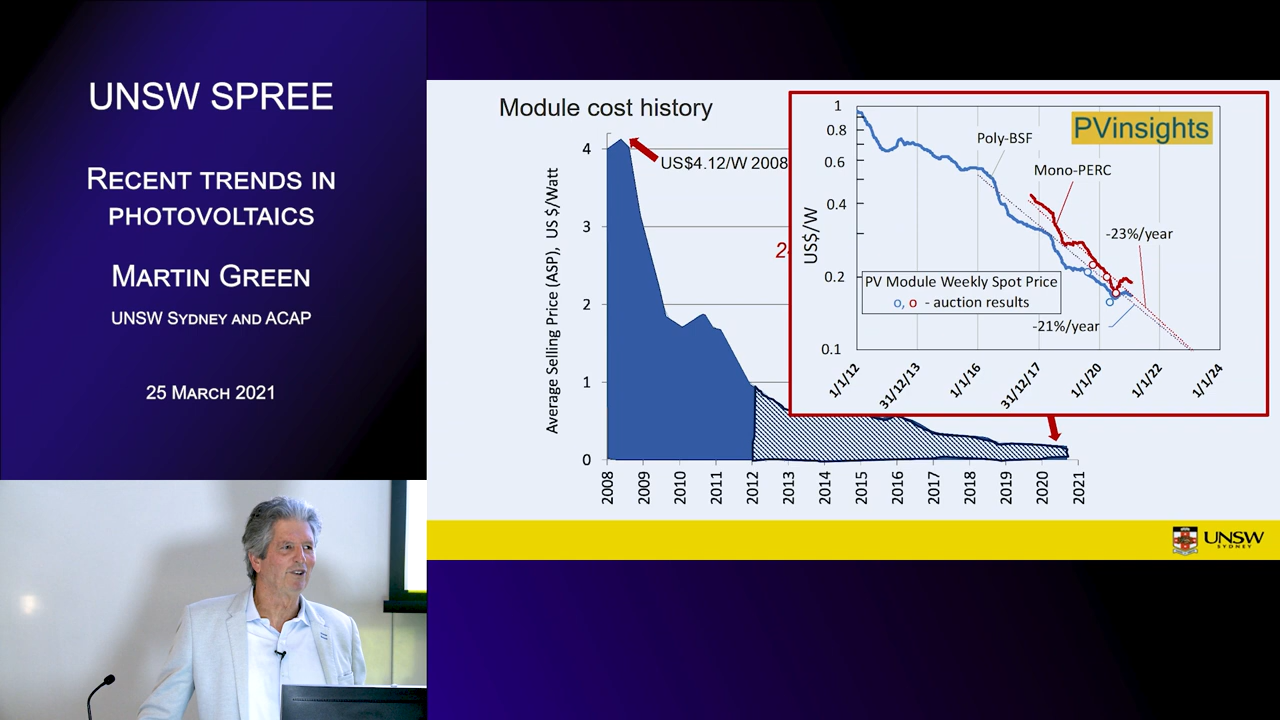 UNSW SPREE
RECENT TRENDS IN
PHOTOVOLTAICS
MARTIN GREEN
UNSW SYDNEY AND ACAP
25 MARCH 2021
Module cost history
US$4.12/W 2008
2
Average Selling Price (ASP), US $/Watt
4
3
2
1
0
2008
2009
2010
2011
2012
2013
2014
2015
2016
2017
2018
2019
2020
2021
PVinsights
Poly-BSF
Mono-PERC
-23%/year
-21%/year
PV Module Weekly Spot Price
o, o - auction results
US$/W
1
0.8
0.6
0.4
0.2
0.1
1/1/12
31/12/13
1/1/16
31/12/17
1/1/20
1/1/22
1/1/24
UNSW
SYDNEY